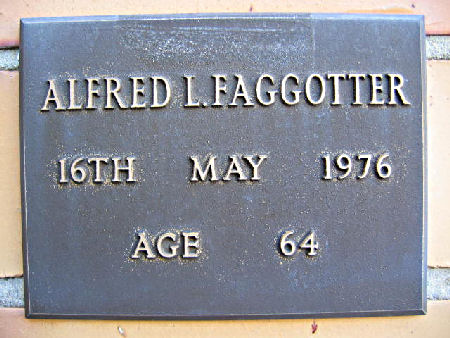 ALFRED L. FAGGOTTER
16TH MAY 1976
AGE 64